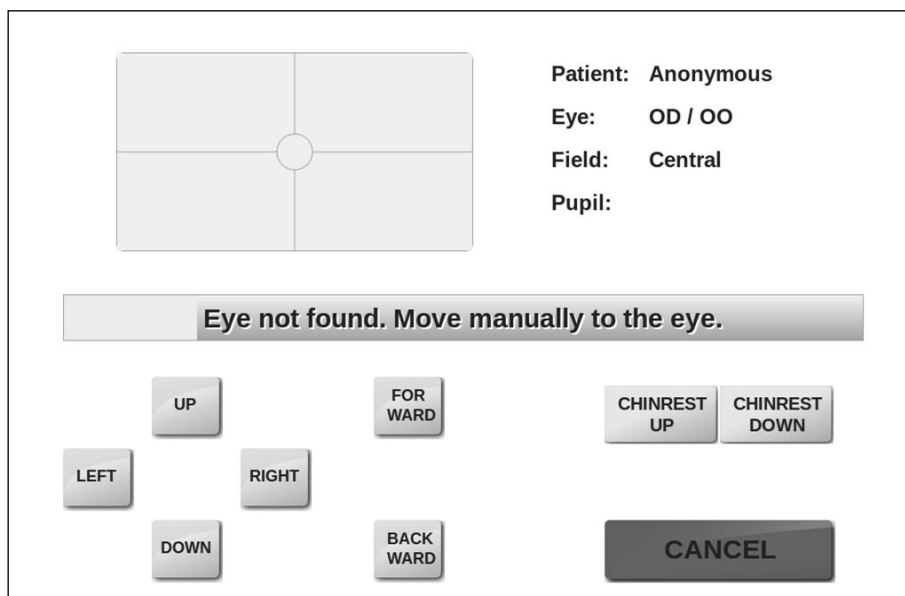 Patient: Anonymous
Eye: OD / OO
Field: Central
Pupil:
Eye not found. Move manually to the eye.
UP
FOR
WARD
CHINREST
UP
CHINREST
DOWN
LEFT
RIGHT
DOWN
BACK
WARD
CANCEL